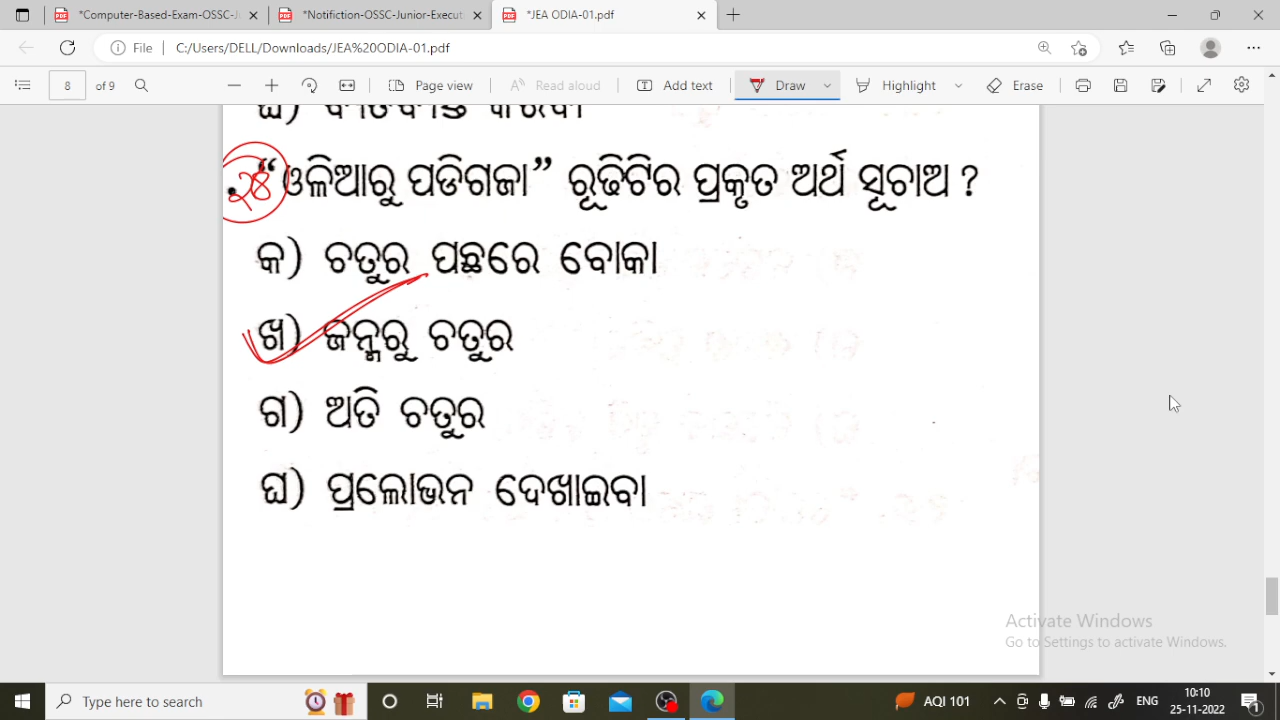 *Computer-Based-Exam-OSSC-J
*Notifiction-OSSC-Junior-Execut
*JEA ODIA-01.pdf
File C:/Users/DELL/Downloads/JEA%20ODIA-01.pdf
8 of 9 Page view Read aloud Add text Draw Highlight Erase
୨୪ “ଓଳିଆରୁ ପଡିଗଜା” ରୂଢିଟିର ପ୍ରକୃତ ଅର୍ଥ ସୂଚାଅ ?
କ) ଚତୁର ପଛରେ ବୋକା
ଖ) ଜନ୍ମରୁ ଚତୁର
ଗ) ଅତି ଚତୁର
ଘ) ପ୍ରଲୋଭନ ଦେଖାଇବା
Activate Windows
Go to Settings to activate Windows.
Type here to search
AQI 101
ENG
10:10
25-11-2022
1